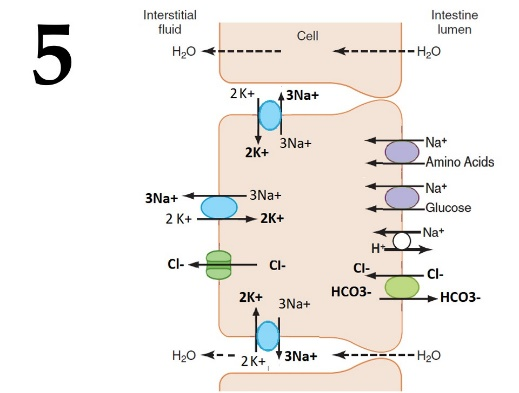 5
Interstitial
fluid
Cell
Intestine
lumen
H₂O
H₂O
2 K+
3Na+
2K+
3Na+
Na+
Amino Acids
Na+
Glucose
3Na+
3Na+
2 K+
2K+
Na+
H+
Cl-
Cl-
Cl-
Cl-
HCO3-
HCO3-
2K+
3Na+
H₂O
2 K+
3Na+
H₂O